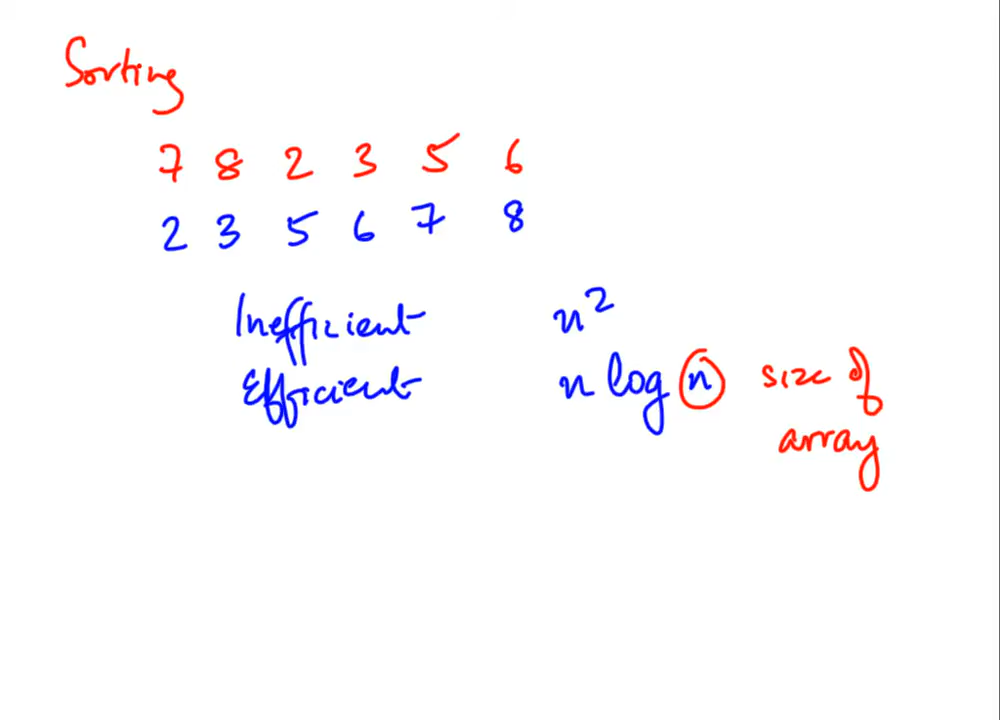 Sorting
7 8 2 3 5 6
2 3 5 6 7 8
Inefficient n²
Efficient n log n size of
array